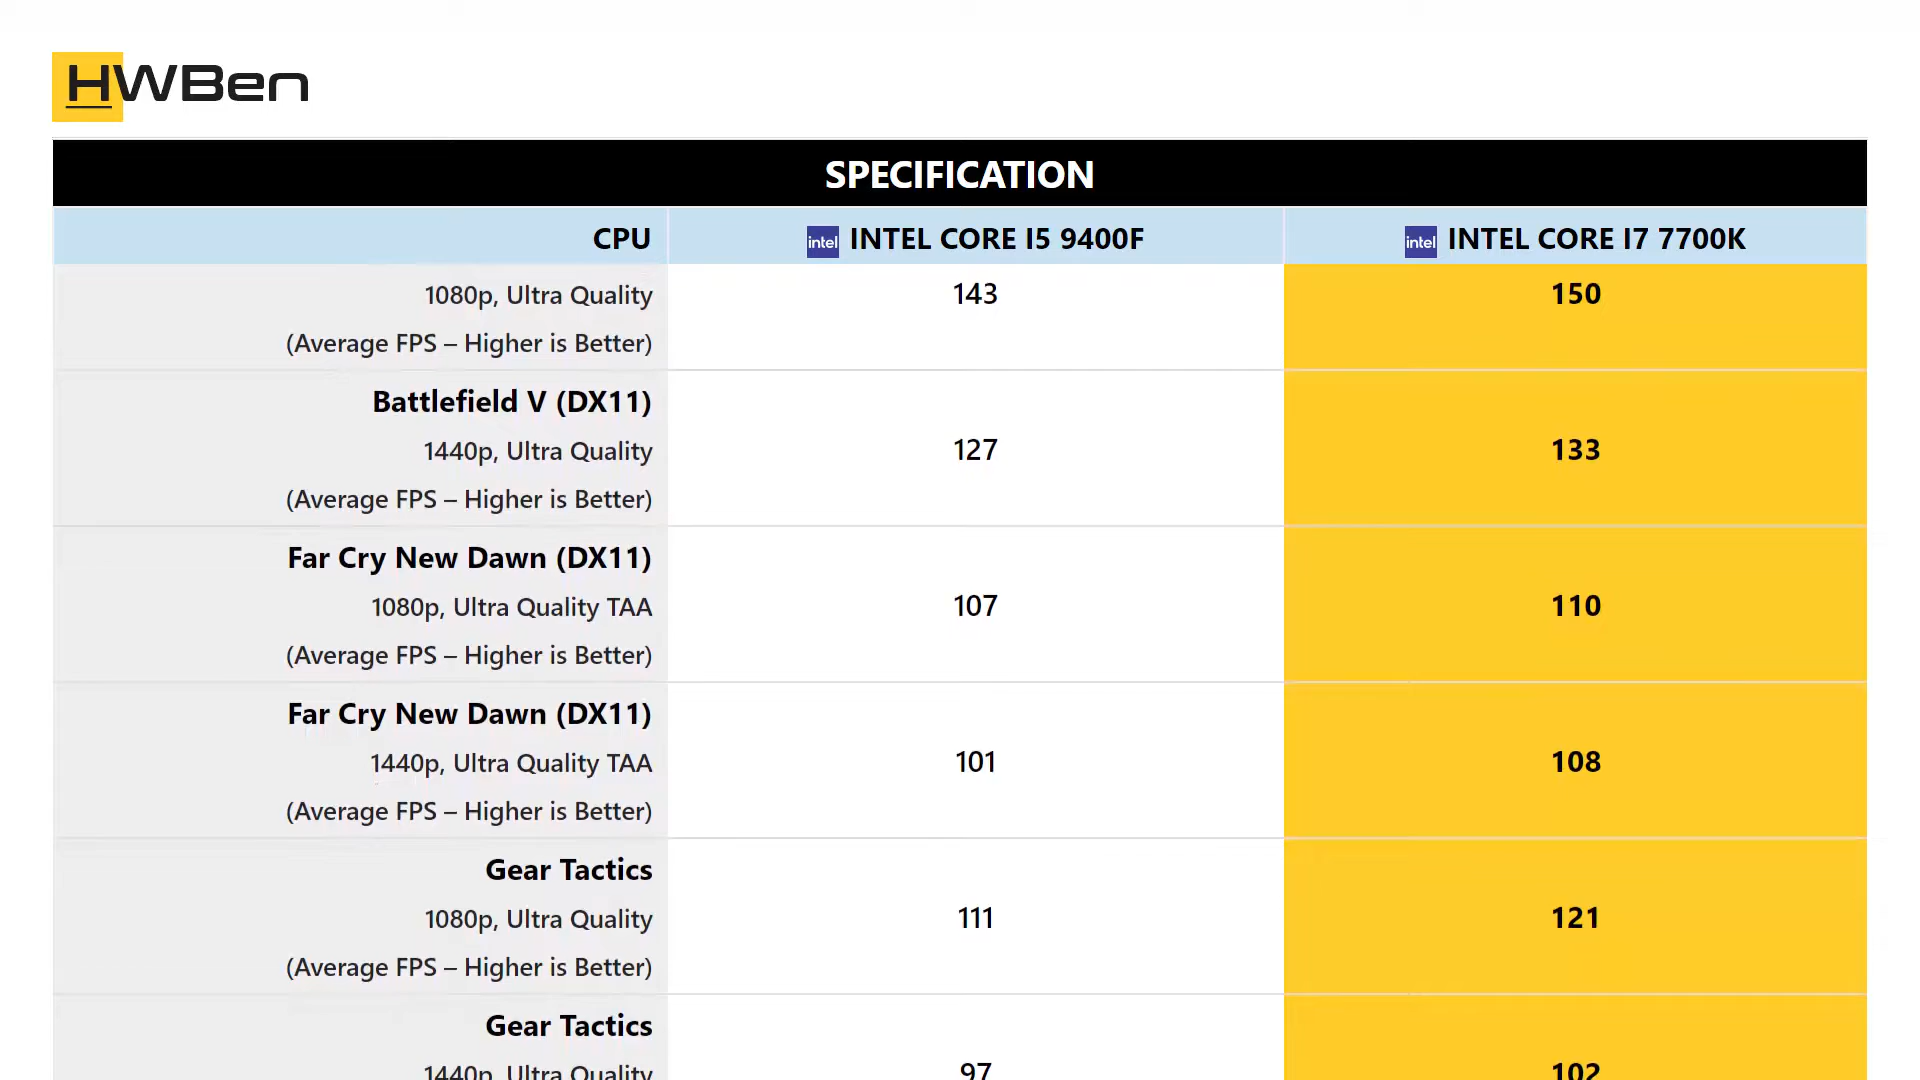 HWBen
SPECIFICATION
CPU
intel INTEL CORE I5 9400F
intel INTEL CORE I7 7700K
1080p, Ultra Quality
(Average FPS – Higher is Better)
143
150
Battlefield V (DX11)
1440p, Ultra Quality
(Average FPS – Higher is Better)
127
133
Far Cry New Dawn (DX11)
1080p, Ultra Quality TAA
(Average FPS – Higher is Better)
107
110
Far Cry New Dawn (DX11)
1440p, Ultra Quality TAA
(Average FPS – Higher is Better)
101
108
Gear Tactics
1080p, Ultra Quality
(Average FPS – Higher is Better)
111
121
Gear Tactics
1440p, Ultra Quality
97
102